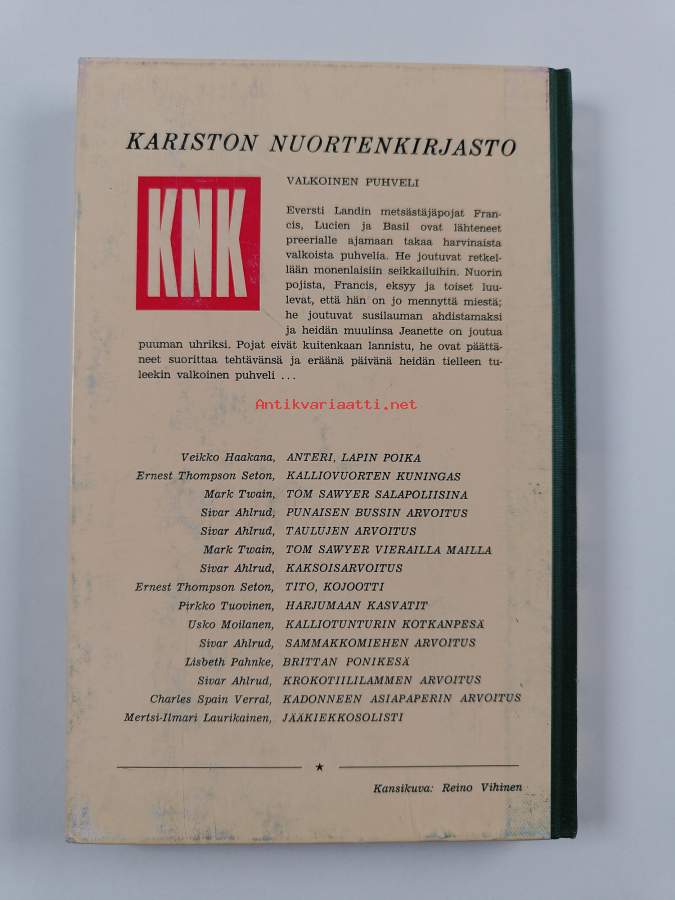 KARISTON NUORTENKIRJASTO
KNK
VALKOINEN PUHVELI
Eversti Landin metsästäjäpojat Fran-
cis, Lucien ja Basil ovat lähteneet
preerialle ajamaan takaa harvinaista
valkoista puhvelia. He joutuvat retkel-
lään monenlaisiin seikkailuihin. Nuorin
pojista, Francis, eksyy ja toiset luu-
levat, että hän on jo mennyttä miestä;
he joutuvat susilauman ahdistamaksi
ja heidän muulinsa Jeanette on joutua
puuman uhriksi. Pojat eivät kuitenkaan lannistu, he ovat päättä-
neet suorittaa tehtävänsä ja eräänä päivänä heidän tielleen tu-
leekin valkoinen puhveli ...
Antikvariaatti.net
Veikko Haakana, ANTERI, LAPIN POIKA
Ernest Thompson Seton, KALLIOVUORTEN KUNINGAS
Mark Twain, TOM SAWYER SALAPOLIISINA
Sivar Ahlrud, PUNAISEN BUSSIN ARVOITUS
Sivar Ahlrud, TAULUJEN ARVOITUS
Mark Twain, TOM SAWYER VIERAILLA MAILLA
Sivar Ahlrud, KAKSOISARVOITUS
Ernest Thompson Seton, TITO, KOJOOTTI
Pirkko Tuovinen, HARJUMAAN KASVATIT
Usko Moilanen, KALLIOTUNTURIN KOTKANPESÄ
Sivar Ahlrud, SAMMAKKOMIEHEN ARVOITUS
Lisbeth Pahnke, BRITTAN PONIKESÄ
Sivar Ahlrud, KROKOTIILILAMMEN ARVOITUS
Charles Spain Verral, KADONNEEN ASIAPAPERIN ARVOITUS
Mertsi-Ilmari Laurikainen, JÄÄKIEKKOSOLISTI
Kansikuva: Reino Vihinen